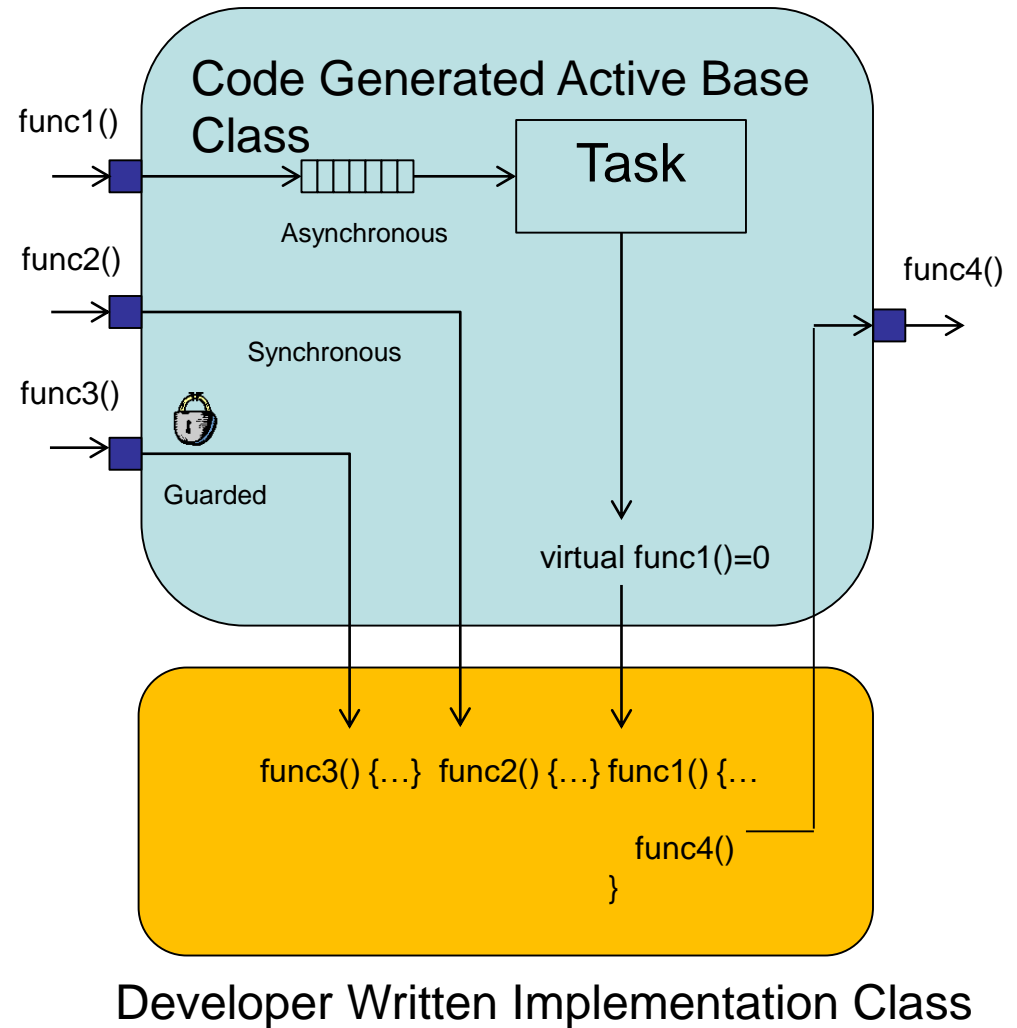 Code Generated Active Base
Class
func1()
Task
Asynchronous
func2()
func4()
Synchronous
func3()
Guarded
virtual func1()=0
func3() {…} func2() {…} func1() {…
func4()
}
Developer Written Implementation Class